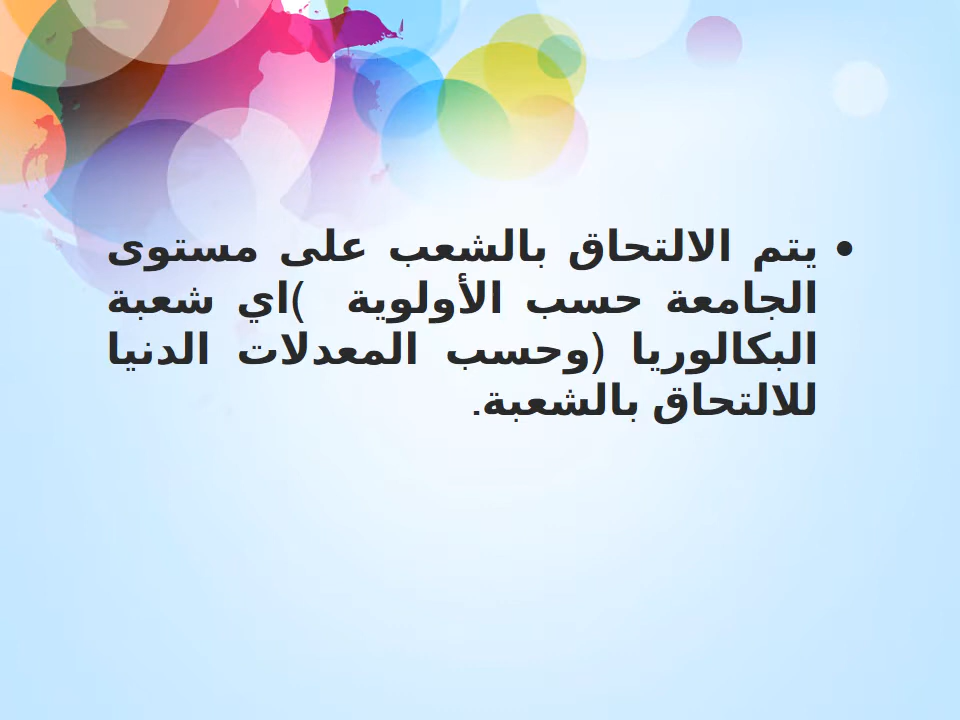 • يتم الالتحاق بالشعب على مستوى
الجامعة حسب الأولوية )اي شعبة
البكالوريا (وحسب المعدلات الدنيا
للالتحاق بالشعبة.